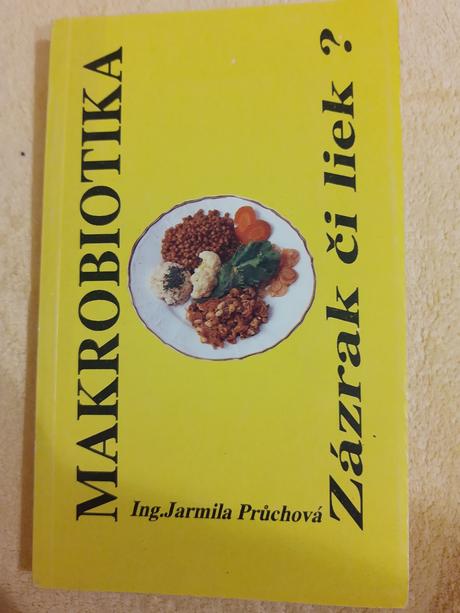 MAKROBIOTIKA
Zázrak či liek ?
Ing.Jarmila Průchová